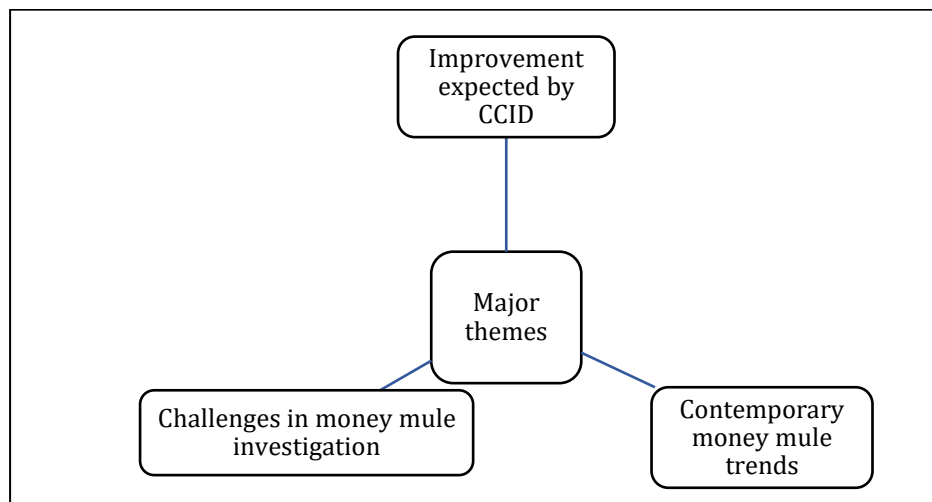 Improvement
expected by
CCID
Major
themes
Challenges in money mule
investigation
Contemporary
money mule
trends